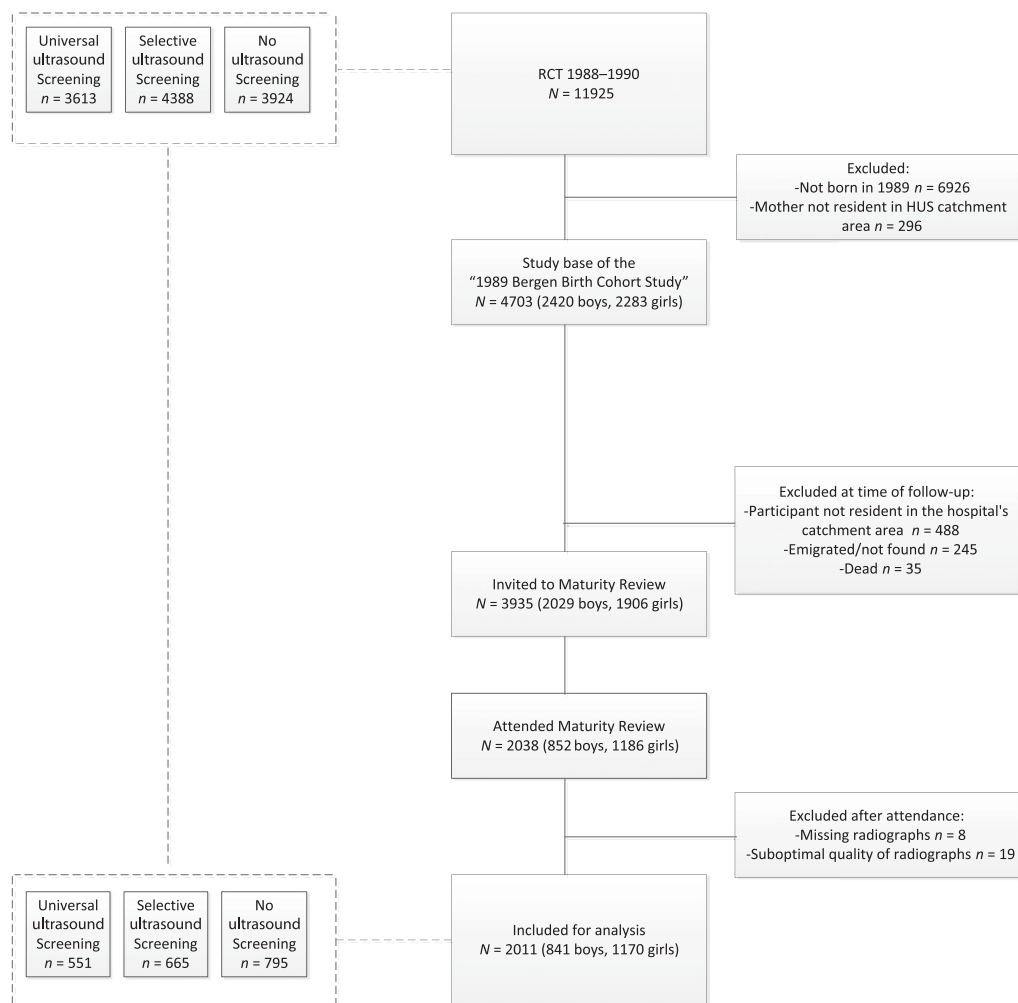 Universal
ultrasound
Screening
n = 3613
Selective
ultrasound
Screening
n = 4388
No
ultrasound
Screening
n = 3924
RCT 1988–1990
N = 11925
Excluded:
-Not born in 1989 n = 6926
-Mother not resident in HUS catchment
area n = 296
Study base of the
“1989 Bergen Birth Cohort Study”
N = 4703 (2420 boys, 2283 girls)
Excluded at time of follow-up:
-Participant not resident in the hospital's
catchment area n = 488
-Emigrated/not found n = 245
-Dead n = 35
Invited to Maturity Review
N = 3935 (2029 boys, 1906 girls)
Attended Maturity Review
N = 2038 (852 boys, 1186 girls)
Excluded after attendance:
-Missing radiographs n = 8
-Suboptimal quality of radiographs n = 19
Universal
ultrasound
Screening
n = 551
Selective
ultrasound
Screening
n = 665
No
ultrasound
Screening
n = 795
Included for analysis
N = 2011 (841 boys, 1170 girls)